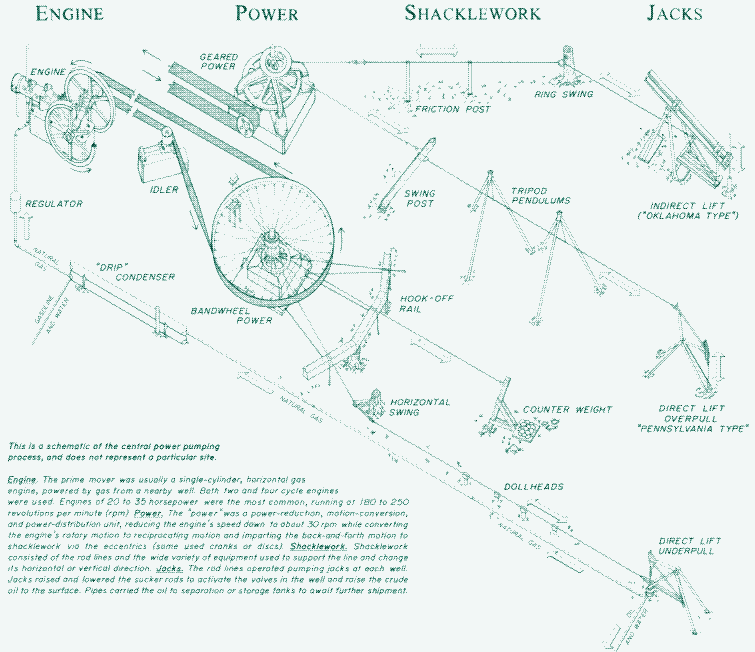 ENGINE POWER SHACKLEWORK JACKS
ENGINE
GEARED
POWER
FRICTION POST
RING SWING
IDLER
SWING
POST
TRIPOD
PENDULUMS
INDIRECT LIFT
("OKLAHOMA TYPE")
REGULATOR
NATURAL
GAS
"DRIP"
CONDENSER
GASOLINE
AND WATER
BANDWHEEL
POWER
HOOK-OFF
RAIL
NATURAL GAS
HORIZONTAL
SWING
COUNTER WEIGHT
DIRECT LIFT
OVERPULL
"PENNSYLVANIA TYPE"
DOLLHEADS
NATURAL GAS
DIRECT LIFT
UNDERPULL
OIL
AND WATER
This is a schematic of the central power pumping
process, and does not represent a particular site.
Engine. The prime mover was usually a single-cylinder, horizontal gas
engine, powered by gas from a nearby well. Both two and four cycle engines
were used. Engines of 20 to 35 horsepower were the most common, running at 180 to 250
revolutions per minute (rpm). Power. The "power" was a power-reduction, motion-conversion,
and power-distribution unit, reducing the engine's speed down to about 30 rpm while converting
the engine's rotary motion to reciprocating motion and imparting the back-and-forth motion to
shacklework via the eccentrics (some used cranks or discs). Shacklework. Shacklework
consisted of the rod lines and the wide variety of equipment used to support the line and change
its horizontal or vertical direction. Jacks. The rod lines operated pumping jacks at each well.
Jacks raised and lowered the sucker rods to activate the valves in the well and raise the crude
oil to the surface. Pipes carried the oil to separation or storage tanks to await further shipment.